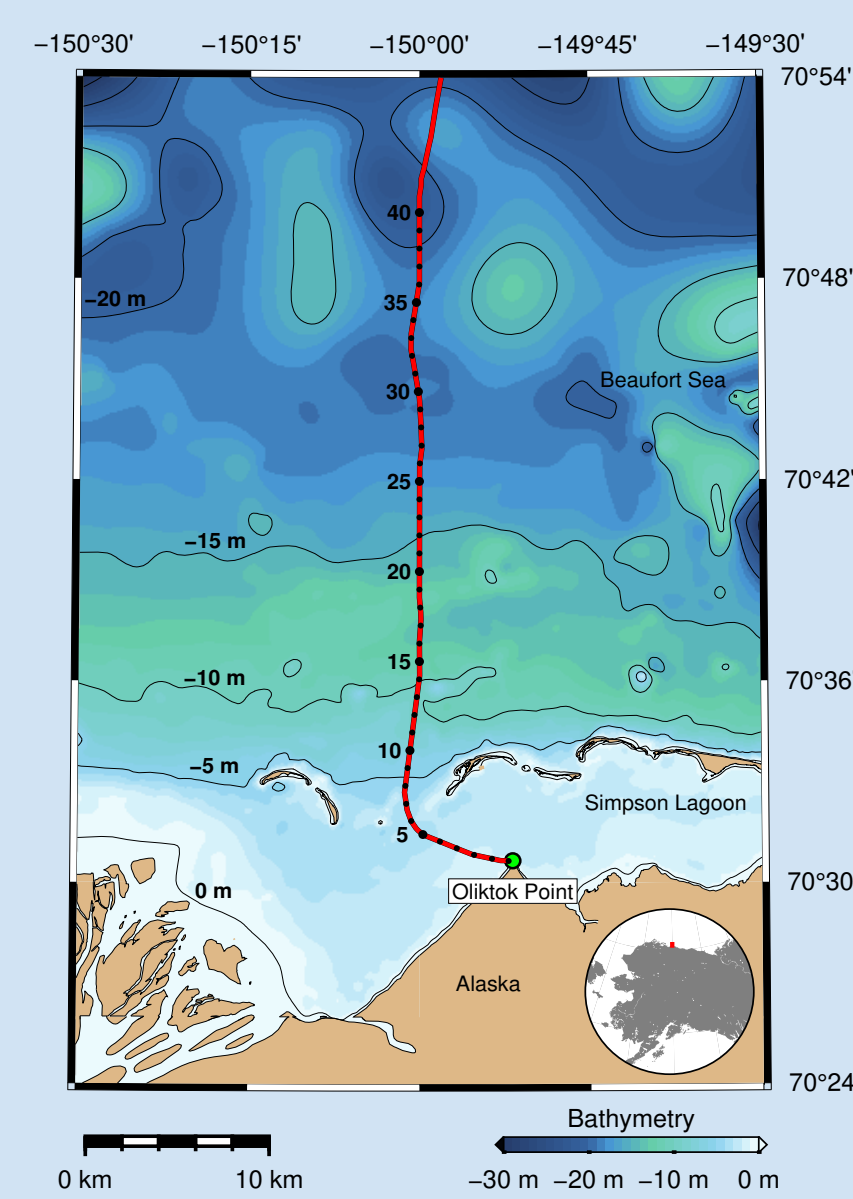 −150°30'
−150°15'
−150°00'
−149°45'
−149°30'
70°54'
40
70°48'
−20 m
35
Beaufort Sea
30
70°42'
25
−15 m
20
15
−10 m
70°36'
10
−5 m
Simpson Lagoon
5
70°30
0 m
Oliktok Point
Alaska
70°24
Bathymetry
0 km
10 km
−30 m
−20 m
−10 m
0 m